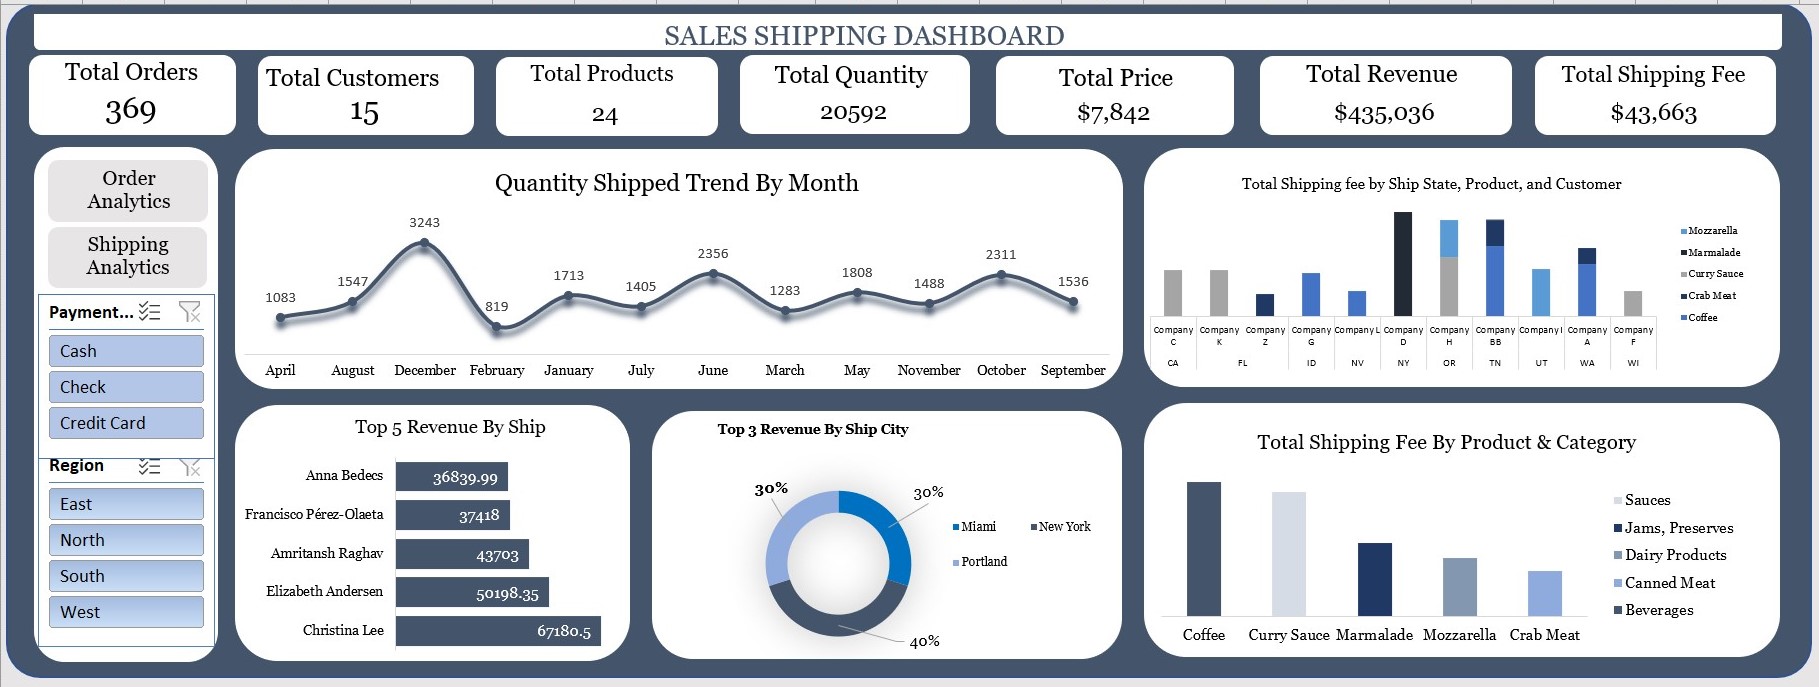 SALES SHIPPING DASHBOARD
Total Orders
369
Total Customers
15
Total Products
24
Total Quantity
20592
Total Price
$7,842
Total Revenue
$435,036
Total Shipping Fee
$43,663
Order
Analytics
Shipping
Analytics
Payment...
Cash
Check
Credit Card
Region
East
North
South
West
Quantity Shipped Trend By Month
1083
1547
3243
819
1713
1405
2356
1283
1808
1488
2311
1536
April August December February January July June March May November October September
Total Shipping fee by Ship State, Product, and Customer
Mozzarella
Marmalade
Curry Sauce
Crab Meat
Coffee
Company C
Company K
Company Z
Company G
Company L
Company D
Company H
Company BB
Company I
Company A
Company F
CA FL ID NV NY OR TN UT WA WI
Top 5 Revenue By Ship
Anna Bedecs 36839.99
Francisco Pérez-Olaeta 37418
Amritansh Raghav 43703
Elizabeth Andersen 50198.35
Christina Lee 67180.5
Top 3 Revenue By Ship City
30%
30%
40%
Miami New York
Portland
Total Shipping Fee By Product & Category
Sauces
Jams, Preserves
Dairy Products
Canned Meat
Beverages
Coffee Curry Sauce Marmalade Mozzarella Crab Meat